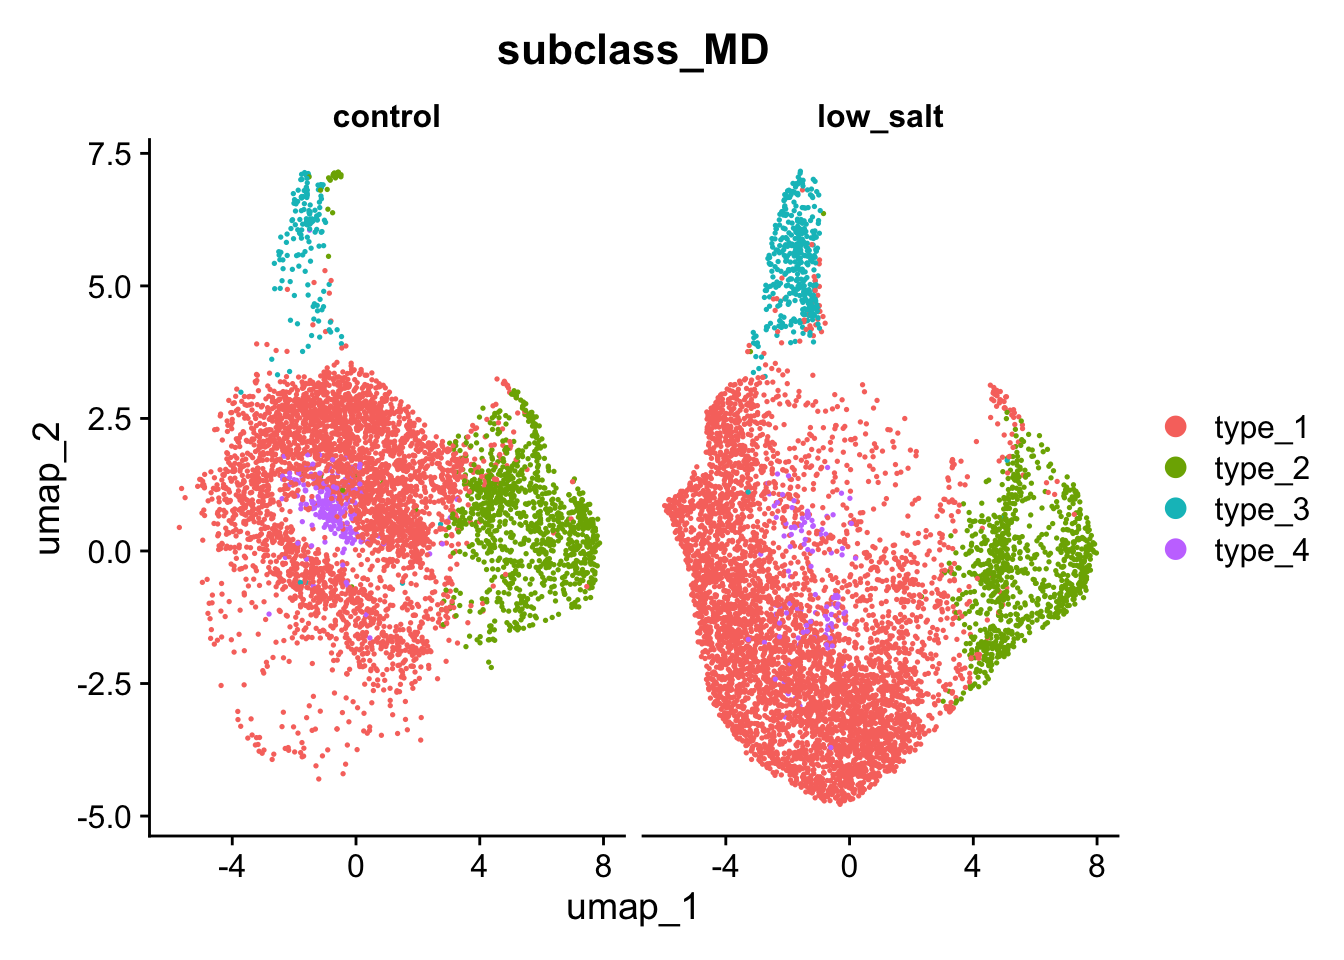 subclass_MD
control low_salt
7.5
5.0
2.5
0.0
-2.5
-5.0
umap_2
-4 0 4 8 -4 0 4 8
umap_1
type_1
type_2
type_3
type_4